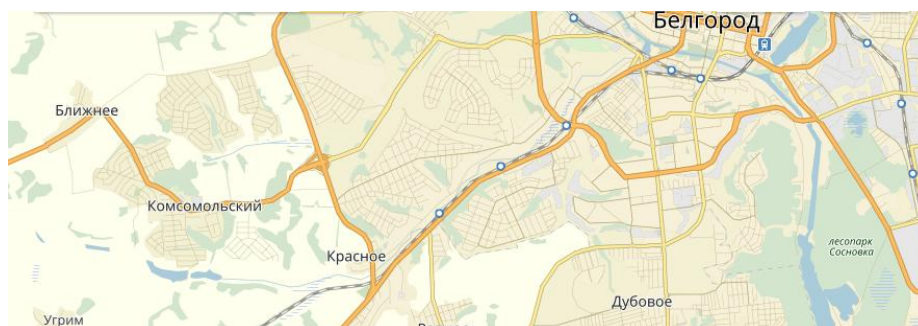 Белгород
Ближнее
Комсомольский
Красное
лесопарк
Сосновка
Дубовое
Угрим